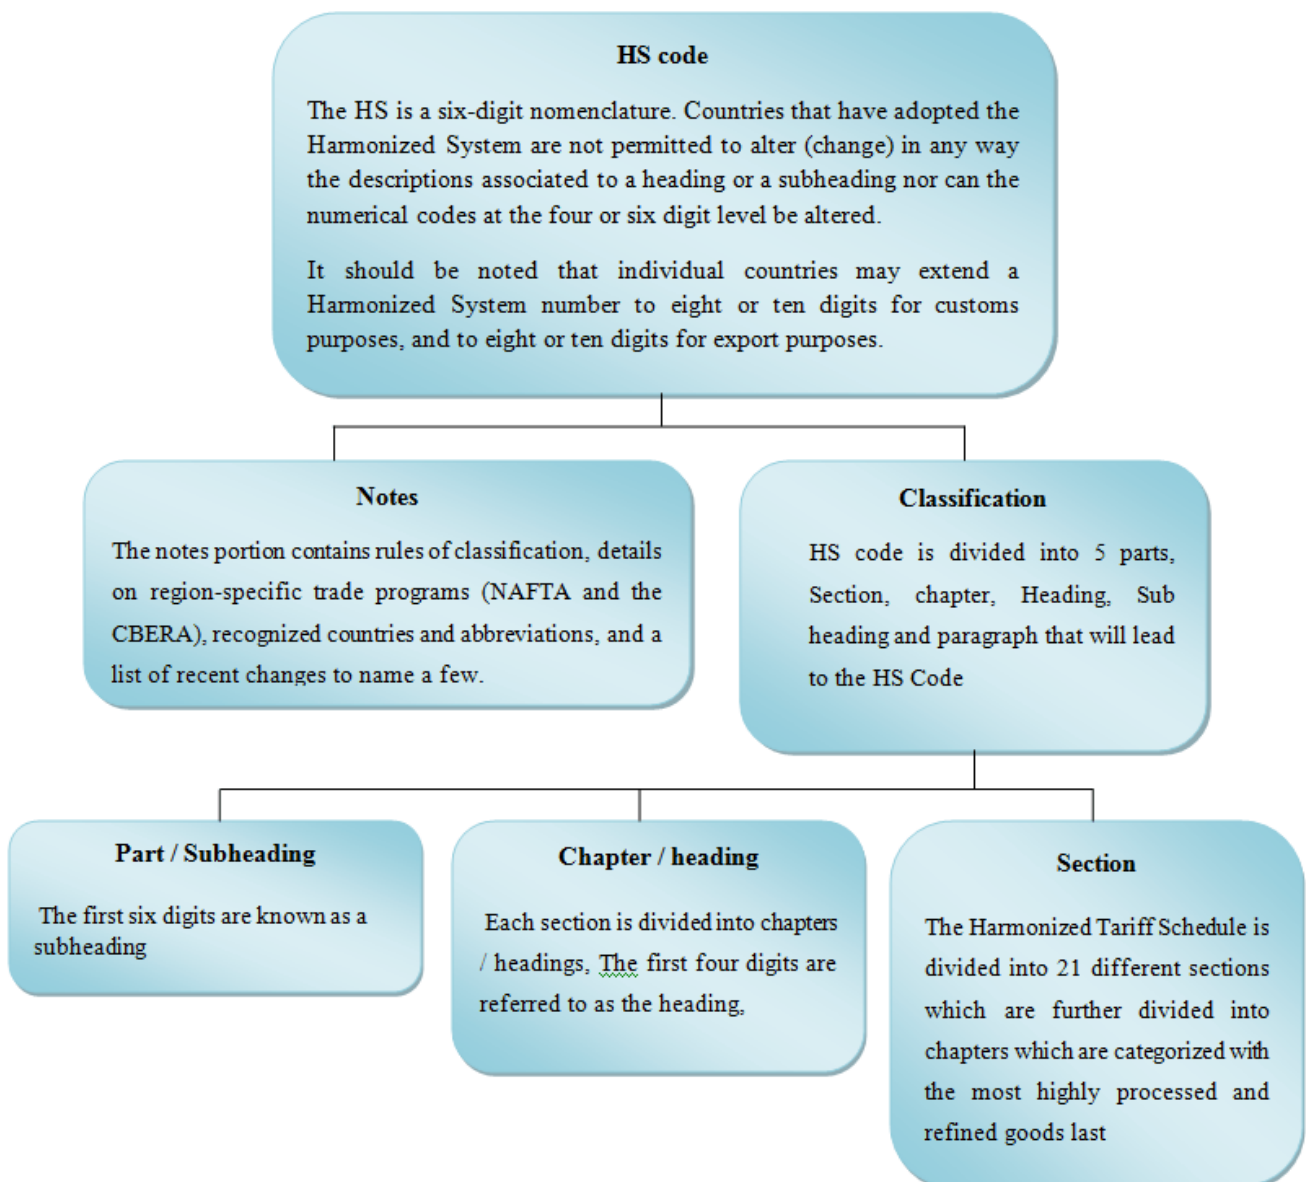 HS code
The HS is a six-digit nomenclature. Countries that have adopted the
Harmonized System are not permitted to alter (change) in any way
the descriptions associated to a heading or a subheading nor can the
numerical codes at the four or six digit level be altered.
It should be noted that individual countries may extend a
Harmonized System number to eight or ten digits for customs
purposes, and to eight or ten digits for export purposes.
Notes
The notes portion contains rules of classification, details
on region-specific trade programs (NAFTA and the
CBERA), recognized countries and abbreviations, and a
list of recent changes to name a few.
Classification
HS code is divided into 5 parts,
Section, chapter, Heading, Sub
heading and paragraph that will lead
to the HS Code
Part / Subheading
The first six digits are known as a
subheading
Chapter / heading
Each section is divided into chapters
/ headings, The first four digits are
referred to as the heading,
Section
The Harmonized Tariff Schedule is
divided into 21 different sections
which are further divided into
chapters which are categorized with
the most highly processed and
refined goods last